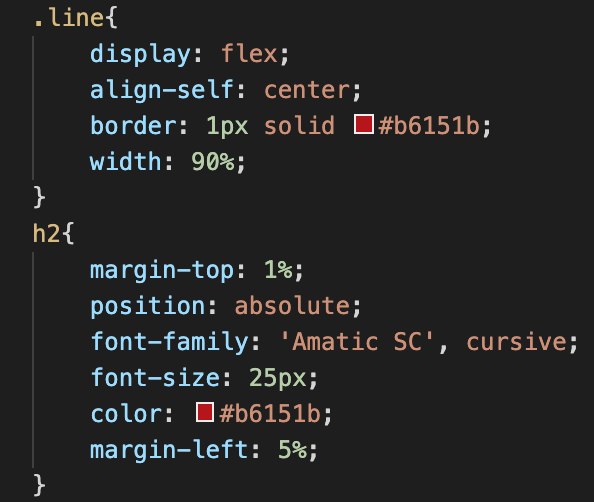 .line{
display: flex;
align-self: center;
border: 1px solid #b6151b;
width: 90%;
}
h2{
margin-top: 1%;
position: absolute;
font-family: 'Amatic SC', cursive;
font-size: 25px;
color: #b6151b;
margin-left: 5%;
}